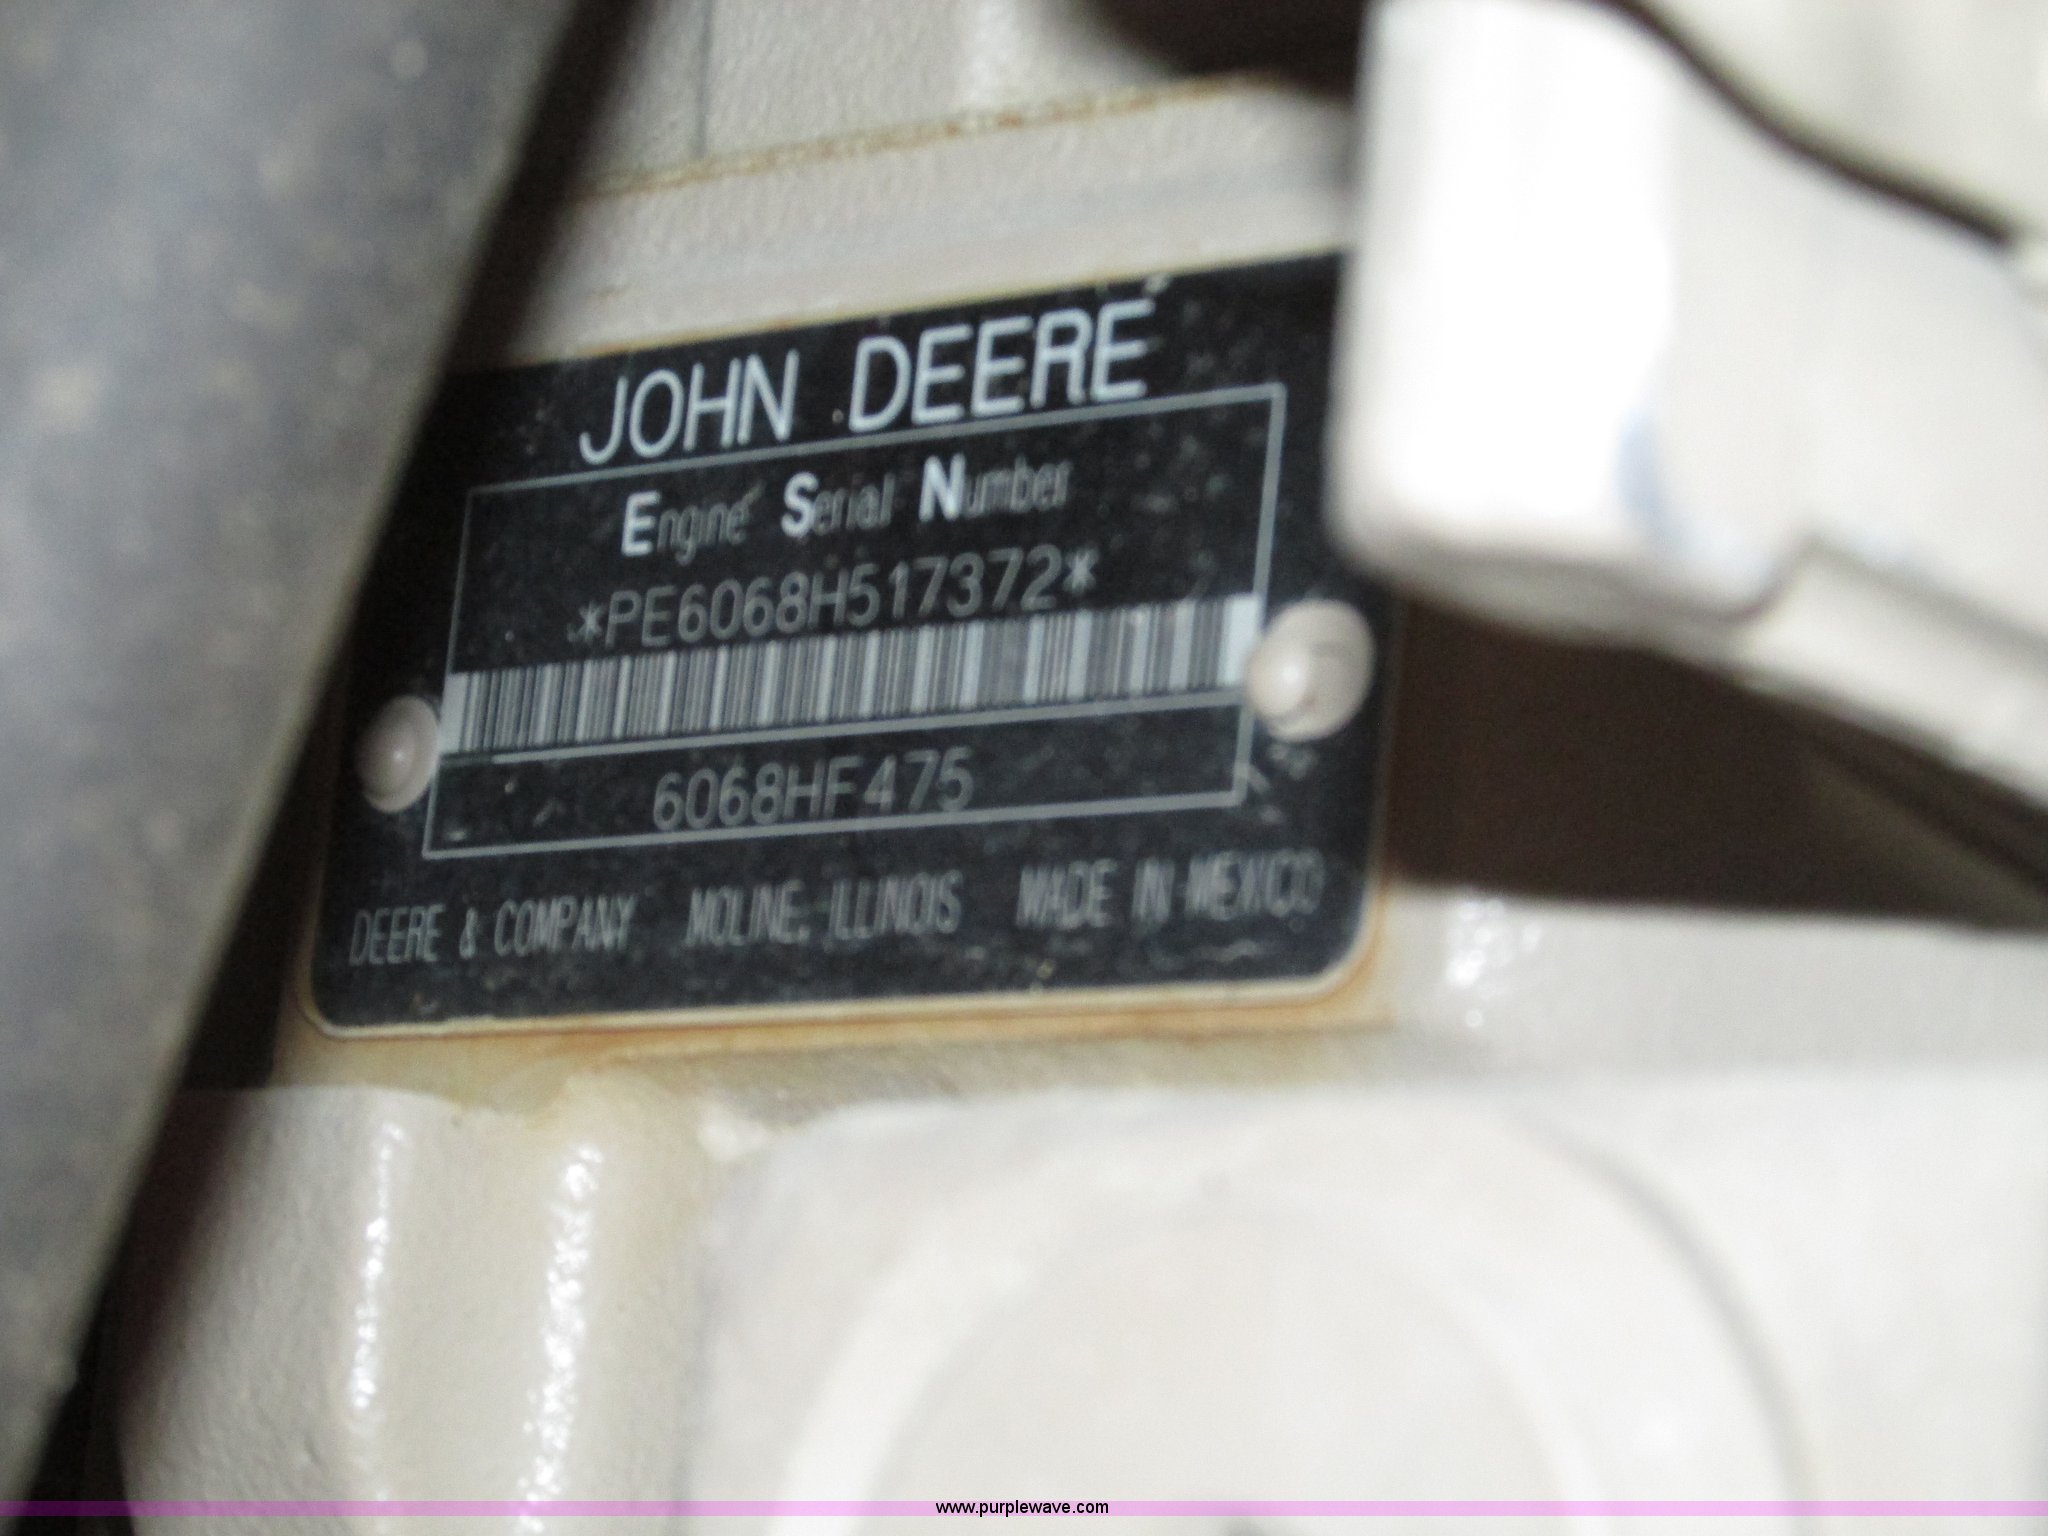 JOHN DEERE
Engine Serial Number
*PE6068H517372*
6068HF475
DEERE & COMPANY MOLINE, ILLINOIS MADE IN MEXICO
www.purplewave.com